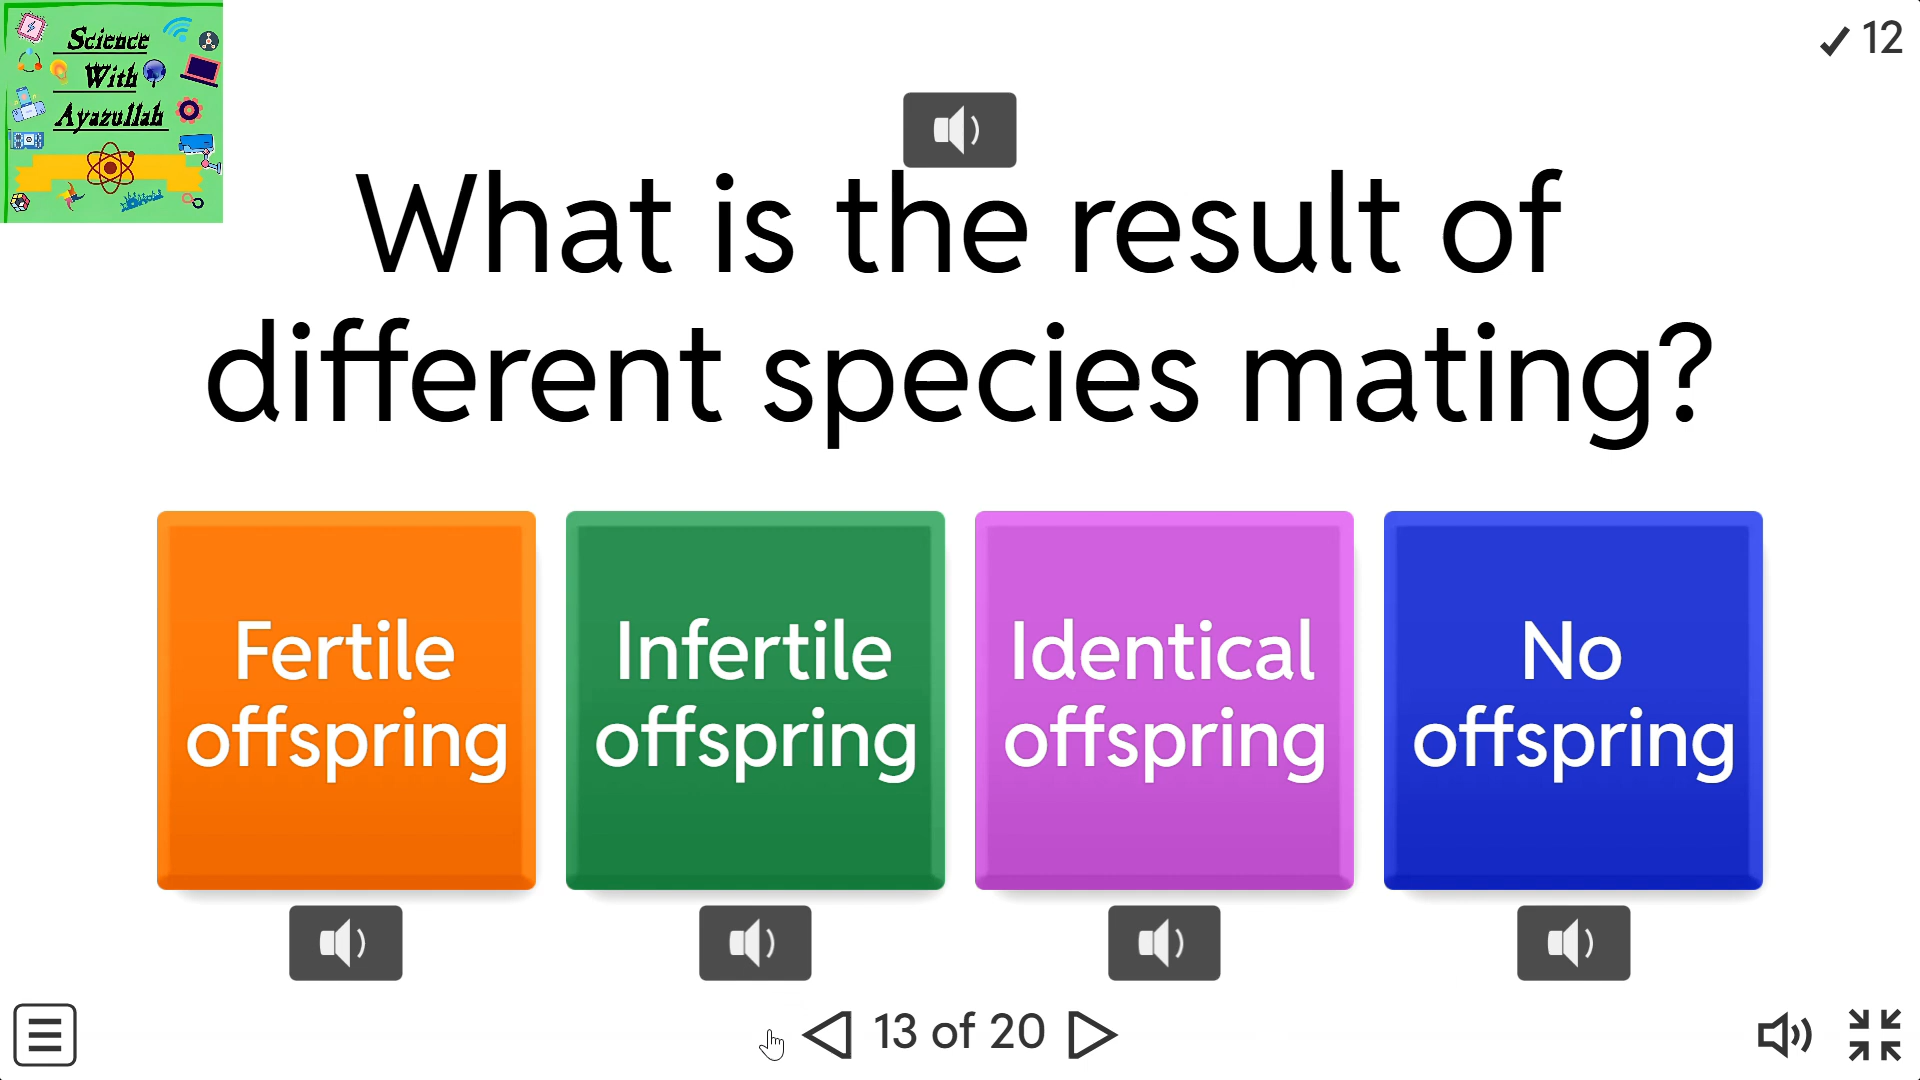 Science
With
Ayazullah
12
What is the result of
different species mating?
Fertile
offspring
Infertile
offspring
Identical
offspring
No
offspring
13 of 20